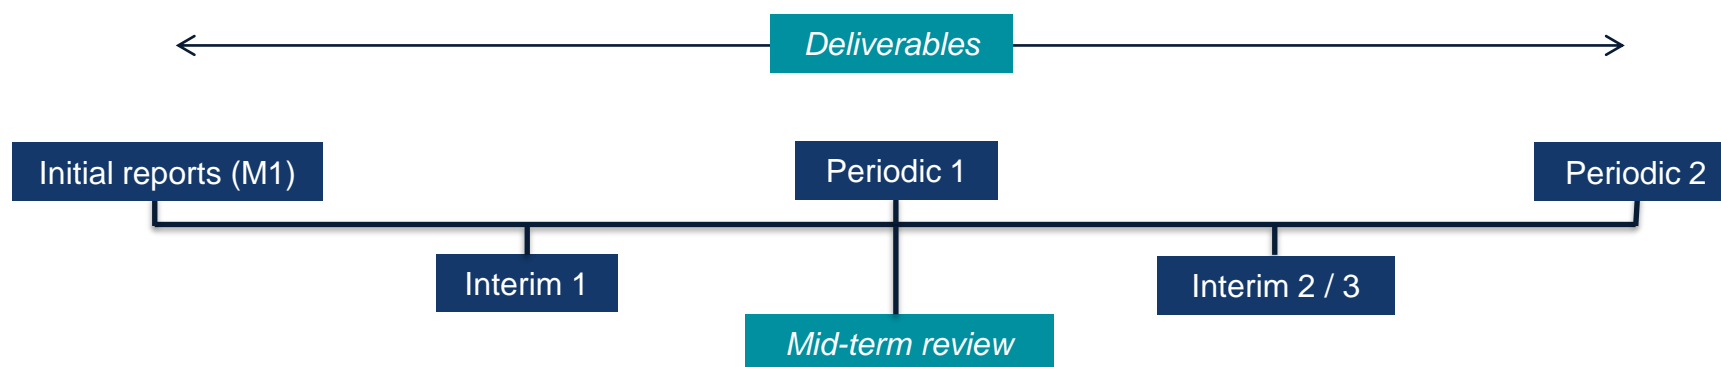 Deliverables
Initial reports (M1)
Periodic 1
Periodic 2
Interim 1
Interim 2 / 3
Mid-term review